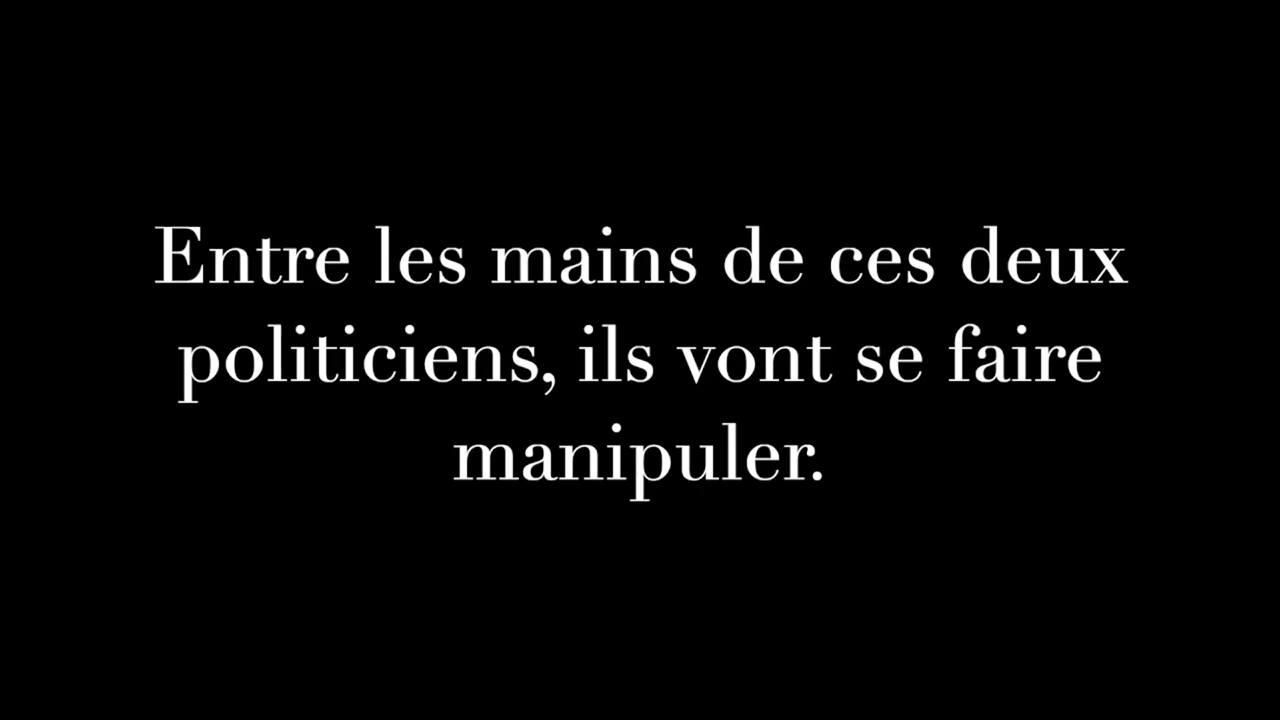 Entre les mains de ces deux
politiciens, ils vont se faire
manipuler.